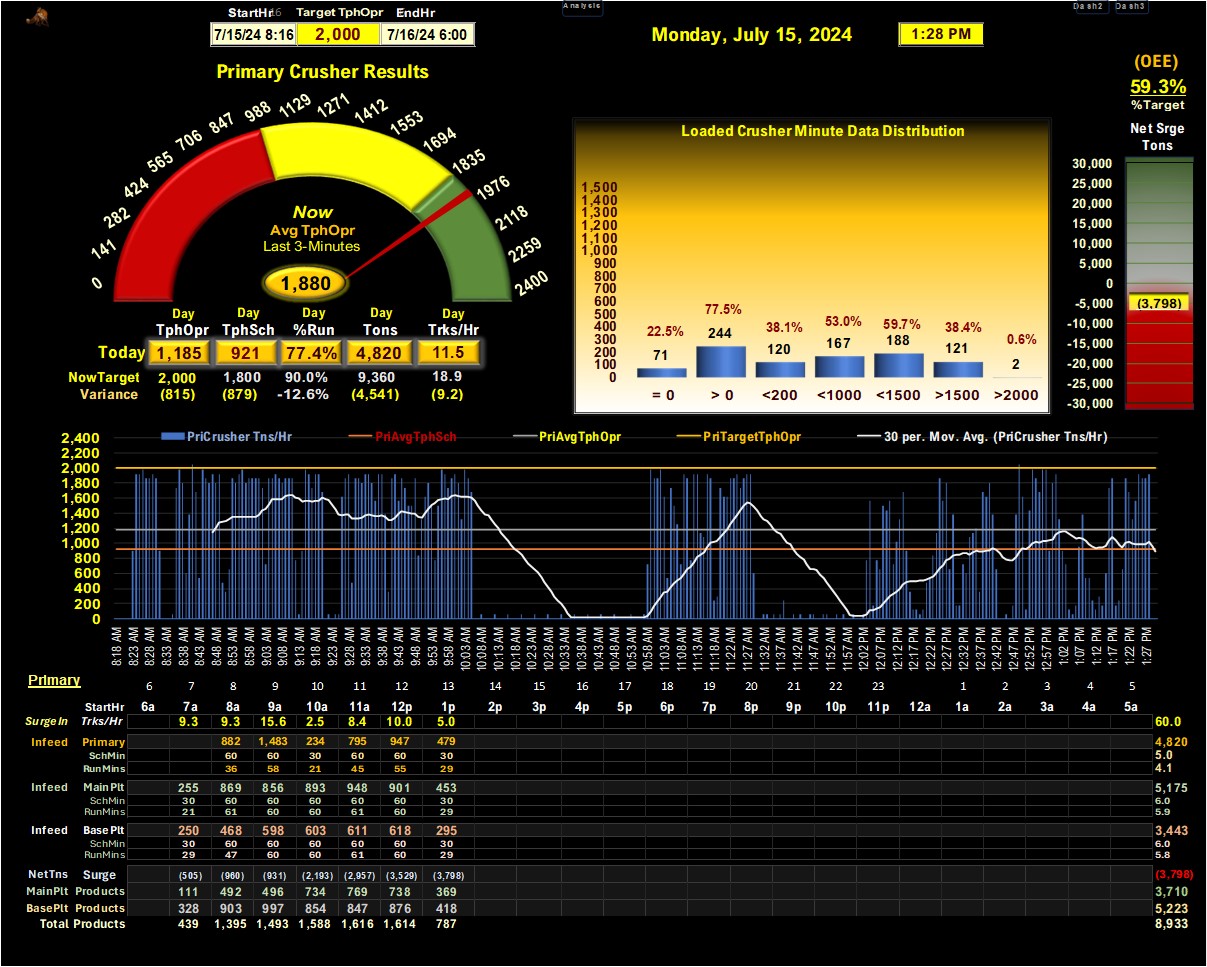 StartHr Target TphOpr EndHr
7/15/24 8:16 2,000 7/16/24 6:00
Analysis
Dash2 Dash3
Monday, July 15, 2024 1:28 PM
(OEE)
59.3%
%Target
Net Srge
Tons
30,000
25,000
20,000
15,000
10,000
5,000
0
-5,000
-10,000
-15,000
-20,000
-25,000
-30,000
(3,798)
Primary Crusher Results
0 141 282 424 565 706 847 988 1129 1271 1412 1553 1694 1835 1976 2118 2259 2400
Now
Avg TphOpr
Last 3-Minutes
1,880
Day Day Day Day Day
TphOpr TphSch %Run Tons Trks/Hr
Today 1,185 921 77.4% 4,820 11.5
NowTarget 2,000 1,800 90.0% 9,360 18.9
Variance (815) (879) -12.6% (4,541) (9.2)
Loaded Crusher Minute Data Distribution
1,500
1,400
1,300
1,200
1,100
1,000
900
800
700
600
500
400
300
200
100
0
22.5% 77.5% 38.1% 53.0% 59.7% 38.4% 0.6%
71 244 120 167 188 121 2
= 0 > 0 <200 <1000 <1500 >1500 >2000
PriCrusher Tns/Hr PriAvgTphSch PriAvgTphOpr PriTargetTphOpr 30 per. Mov. Avg. (PriCrusher Tns/Hr)
2,400
2,200
2,000
1,800
1,600
1,400
1,200
1,000
800
600
400
200
0
8:18 AM 8:23 AM 8:28 AM 8:33 AM 8:38 AM 8:43 AM 8:48 AM 8:53 AM 8:58 AM 9:03 AM 9:08 AM 9:13 AM 9:18 AM 9:23 AM 9:28 AM 9:33 AM 9:38 AM 9:43 AM 9:48 AM 9:53 AM 9:58 AM 10:03 AM 10:08 AM 10:13 AM 10:18 AM 10:23 AM 10:28 AM 10:33 AM 10:38 AM 10:43 AM 10:48 AM 10:53 AM 10:58 AM 11:03 AM 11:08 AM 11:13 AM 11:18 AM 11:22 AM 11:27 AM 11:32 AM 11:37 AM 11:42 AM 11:47 AM 11:52 AM 11:57 AM 12:02 PM 12:07 PM 12:12 PM 12:17 PM 12:22 PM 12:27 PM 12:32 PM 12:37 PM 12:42 PM 12:47 PM 12:52 PM 12:57 PM 1:02 PM 1:07 PM 1:12 PM 1:17 PM 1:22 PM 1:27 PM
Primary
6 7 8 9 10 11 12 13 14 15 16 17 18 19 20 21 22 23 1 2 3 4 5
StartHr 6a 7a 8a 9a 10a 11a 12p 1p 2p 3p 4p 5p 6p 7p 8p 9p 10p 11p 12a 1a 2a 3a 4a 5a
SurgeIn Trks/Hr 9.3 9.3 15.6 2.5 8.4 10.0 5.0 60.0
Infeed Primary 882 1,483 234 795 947 479 4,820
SchMin 60 60 30 60 60 30 5.0
RunMins 36 58 21 45 55 29 4.1
Infeed MainPlt 255 869 856 893 948 901 453 5,175
SchMin 30 60 60 60 60 60 30 6.0
RunMins 21 61 60 60 61 60 29 5.9
Infeed BasePlt 250 468 598 603 611 618 295 3,443
SchMin 30 60 60 60 60 60 30 6.0
RunMins 29 47 60 60 61 60 29 5.8
NetTns Surge (505) (960) (931) (2,193) (2,957) (3,529) (3,798) (3,798)
MainPlt Products 111 492 496 734 769 738 369 3,710
BasePlt Products 328 903 997 854 847 876 418 5,223
Total Products 439 1,395 1,493 1,588 1,616 1,614 787 8,933